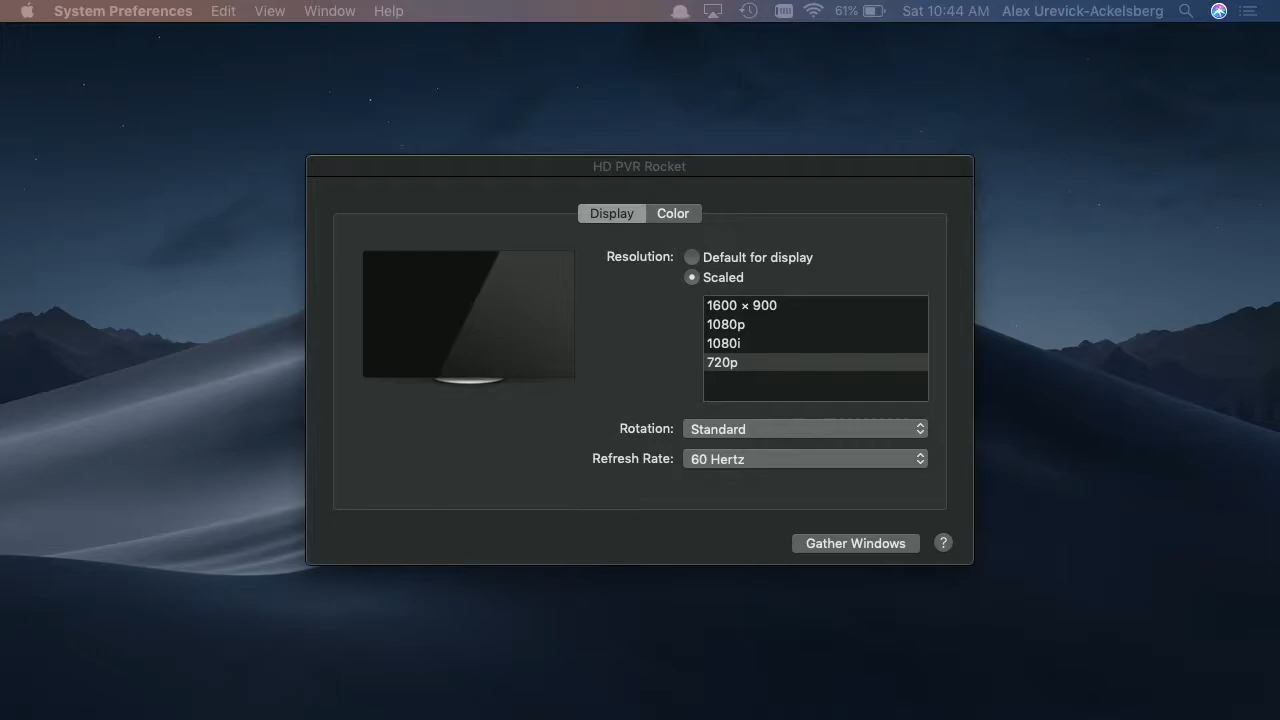 System Preferences Edit View Window Help 61% Sat 10:44 AM Alex Urevick-Ackelsberg
HD PVR Rocket
Display Color
Resolution: Default for display
Scaled
1600 × 900
1080p
1080i
720p
Rotation: Standard
Refresh Rate: 60 Hertz
Gather Windows ?